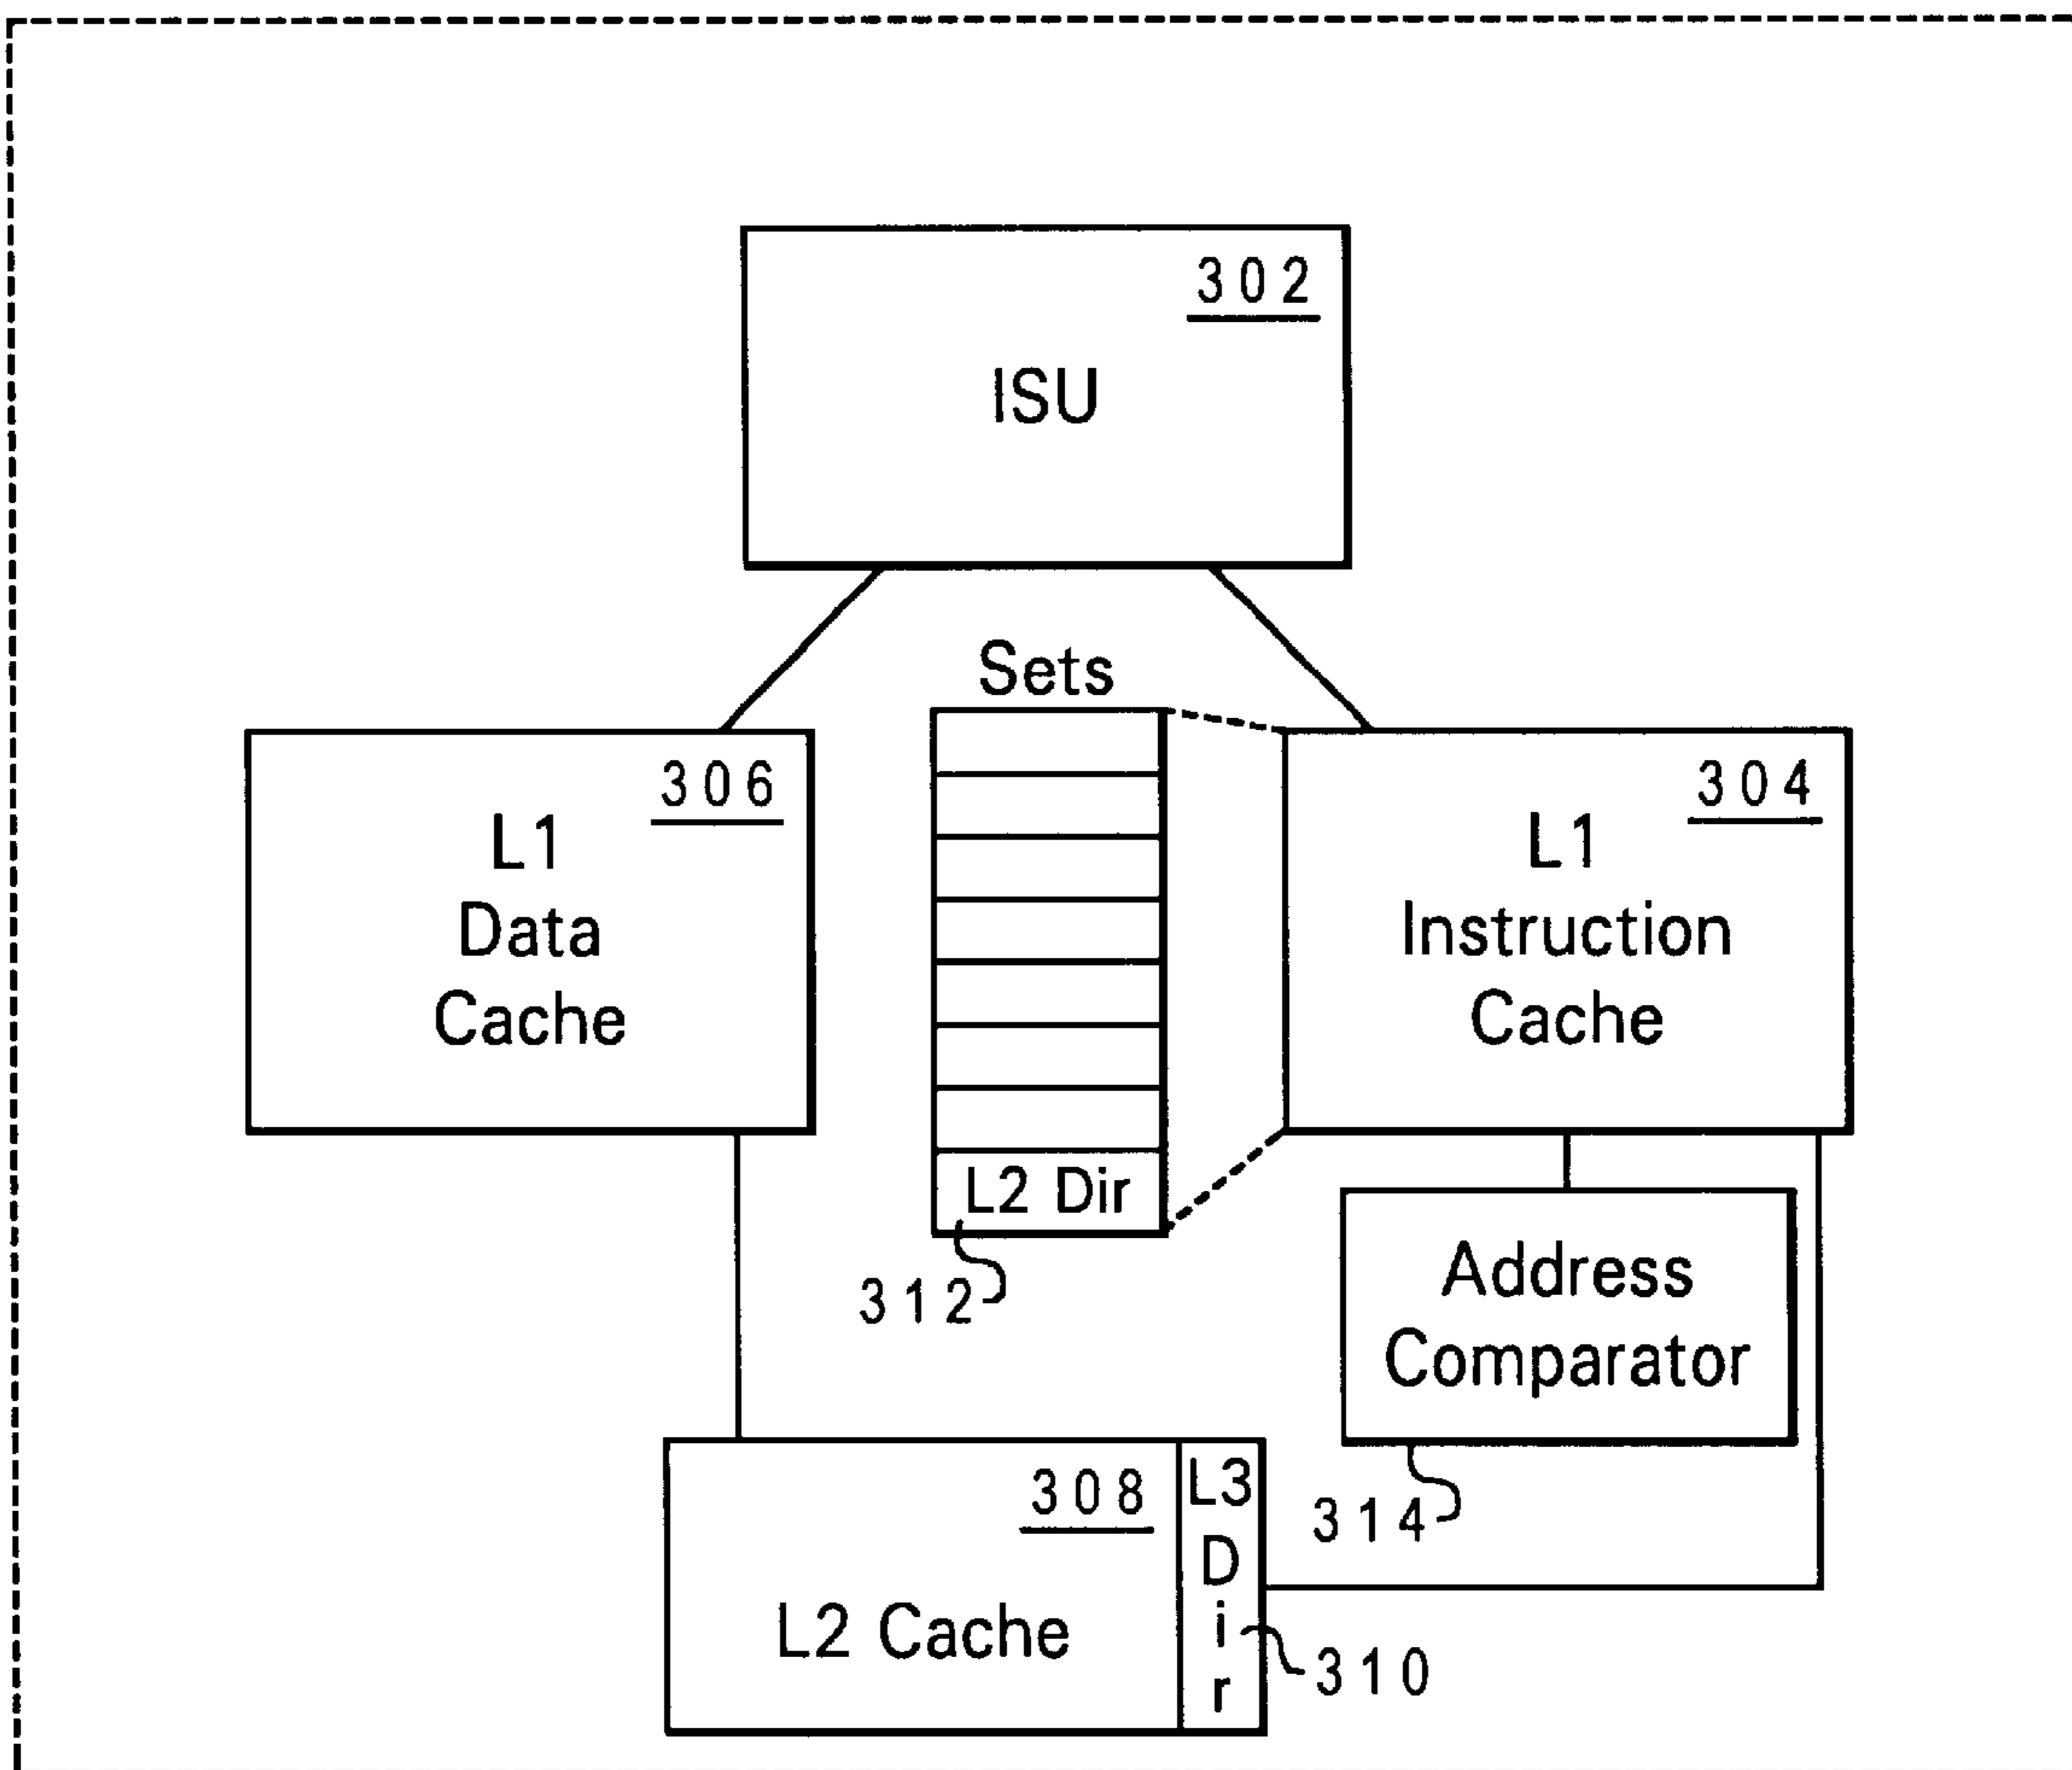 302
ISU
Sets
306
L1
Data
Cache
304
L1
Instruction
Cache
L2 Dir
312
Address
Comparator
314
308
L2 Cache
L3
D
i
r
310